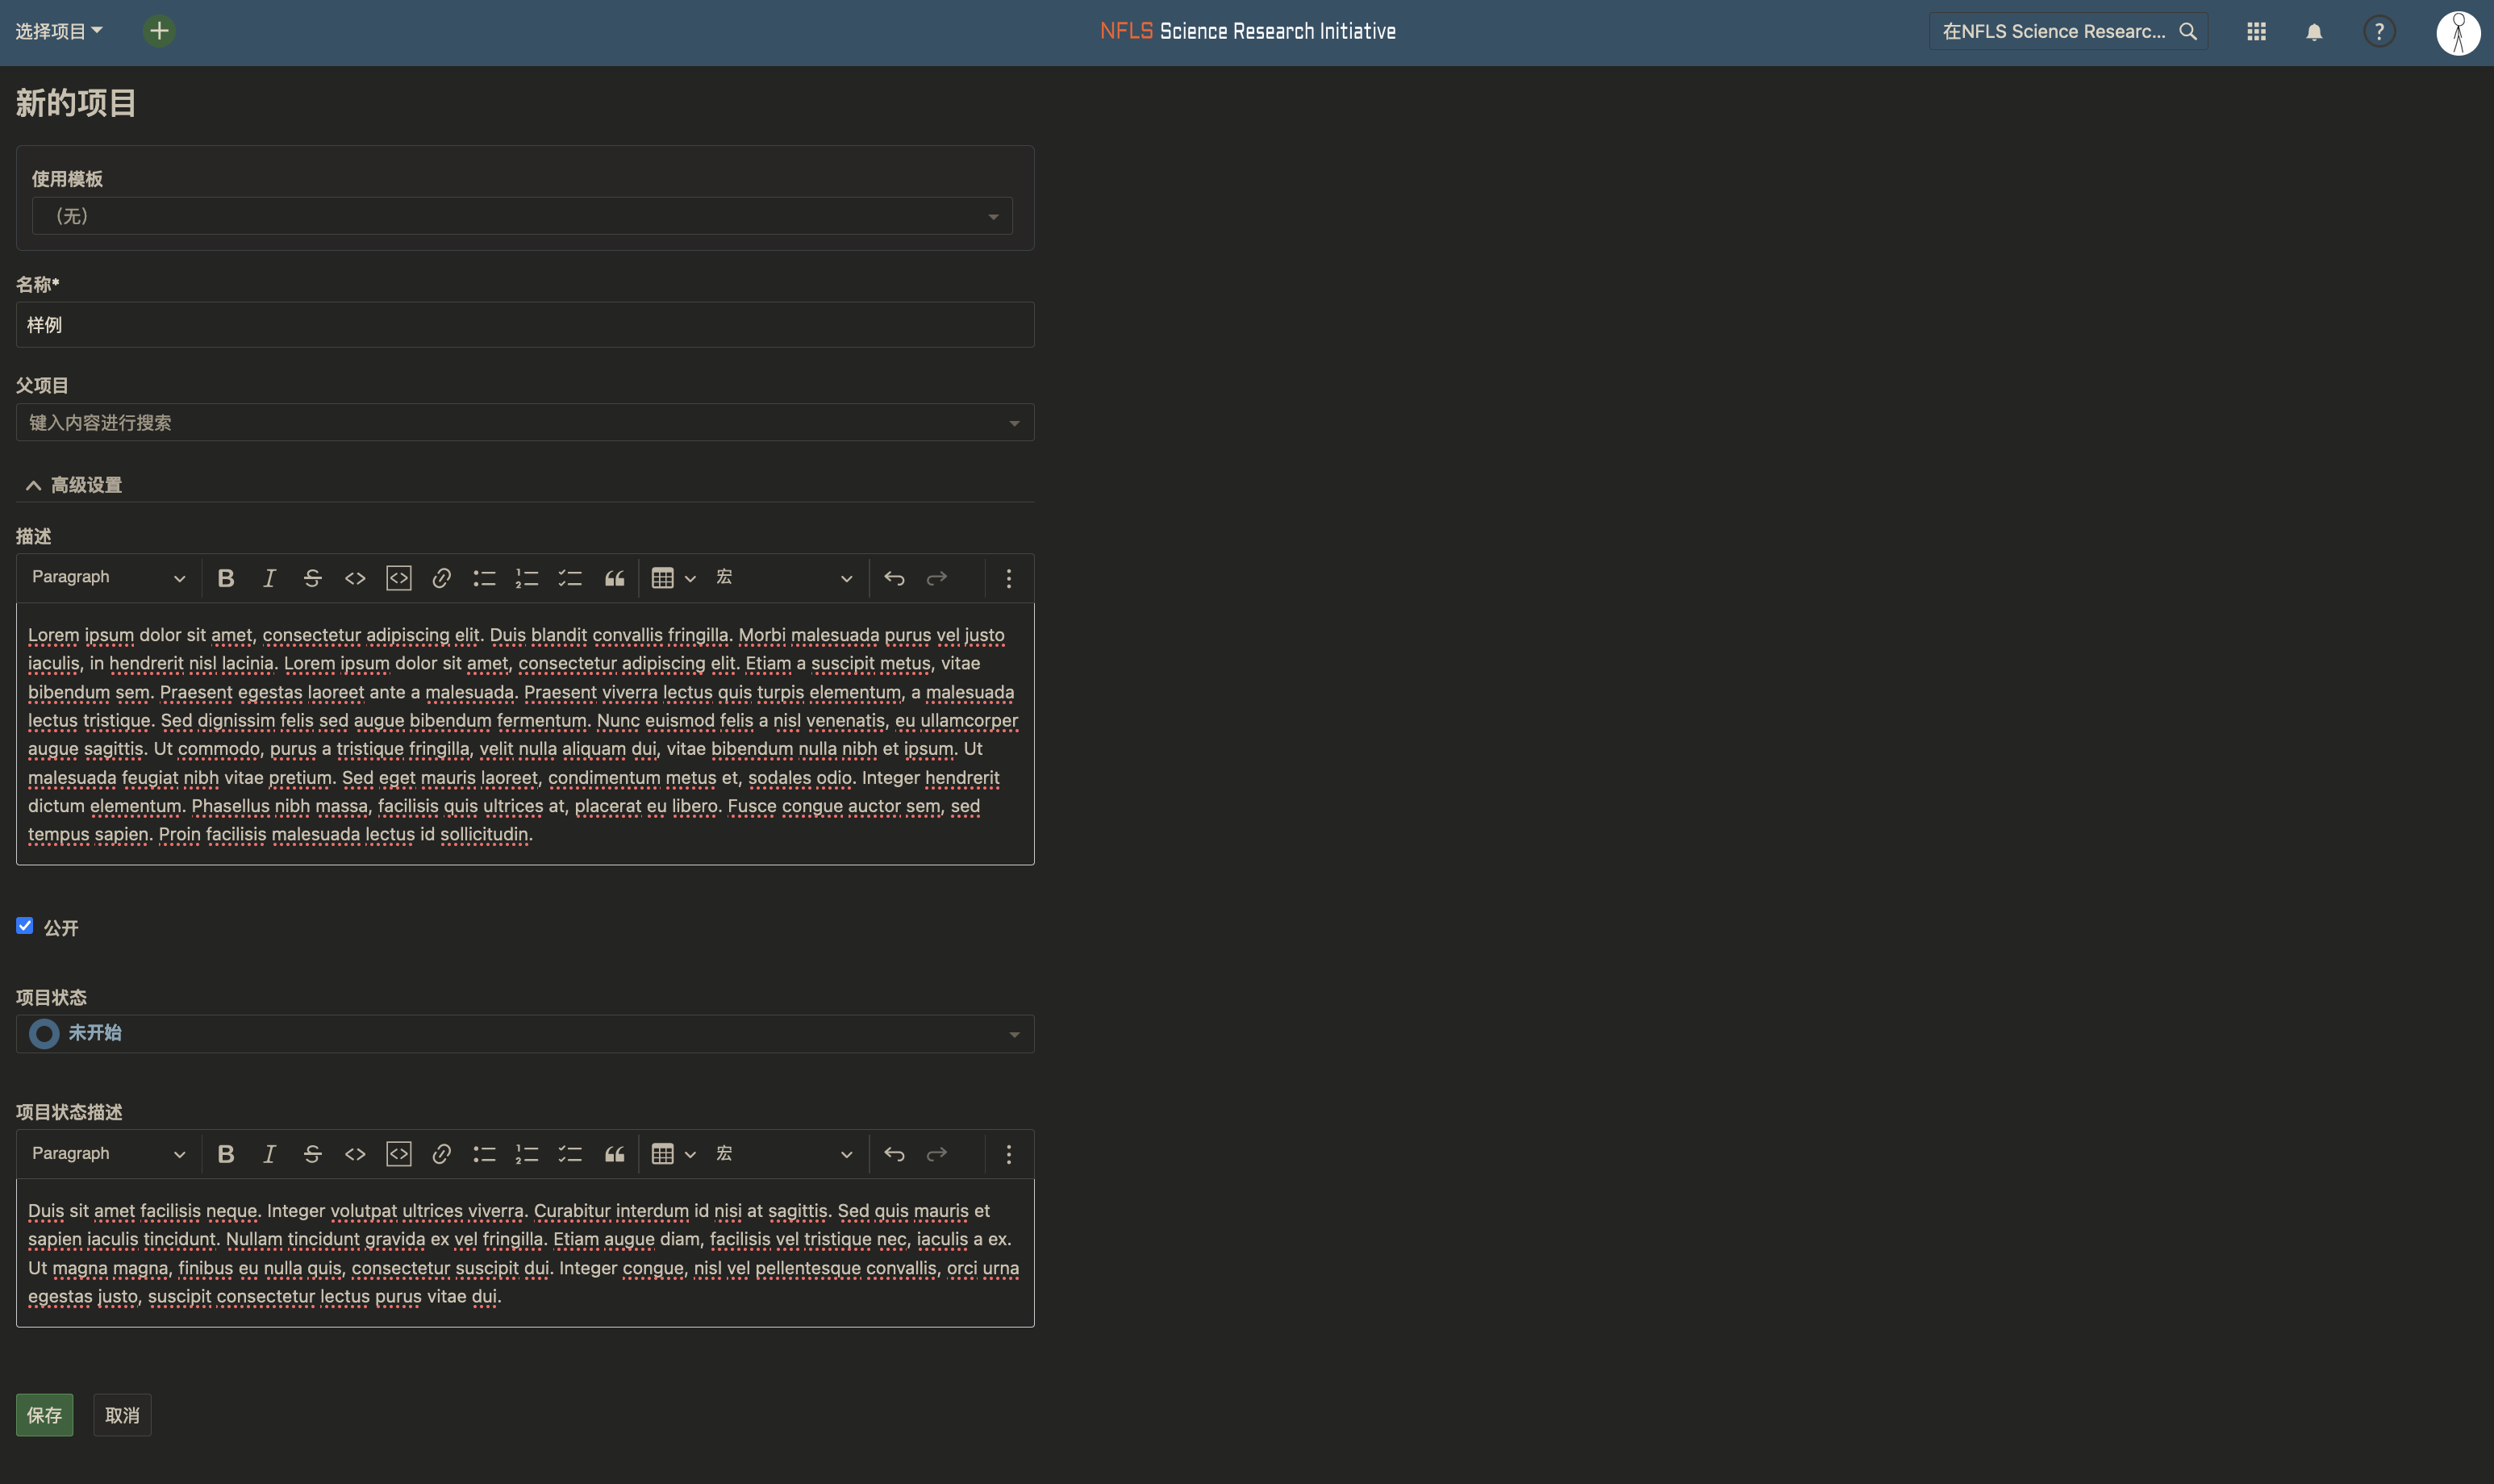 选择项目
NFLS Science Research Initiative
在NFLS Science Researc...
?
新的项目
使用模板
(无)
名称*
样例
父项目
键入内容进行搜索
高级设置
描述
Paragraph
宏
Lorem ipsum dolor sit amet, consectetur adipiscing elit. Duis blandit convallis fringilla. Morbi malesuada purus vel justo
iaculis, in hendrerit nisl lacinia. Lorem ipsum dolor sit amet, consectetur adipiscing elit. Etiam a suscipit metus, vitae
bibendum sem. Praesent egestas laoreet ante a malesuada. Praesent viverra lectus quis turpis elementum, a malesuada
lectus tristique. Sed dignissim felis sed augue bibendum fermentum. Nunc euismod felis a nisl venenatis, eu ullamcorper
augue sagittis. Ut commodo, purus a tristique fringilla, velit nulla aliquam dui, vitae bibendum nulla nibh et ipsum. Ut
malesuada feugiat nibh vitae pretium. Sed eget mauris laoreet, condimentum metus et, sodales odio. Integer hendrerit
dictum elementum. Phasellus nibh massa, facilisis quis ultrices at, placerat eu libero. Fusce congue auctor sem, sed
tempus sapien. Proin facilisis malesuada lectus id sollicitudin.
公开
项目状态
未开始
项目状态描述
Paragraph
宏
Duis sit amet facilisis neque. Integer volutpat ultrices viverra. Curabitur interdum id nisi at sagittis. Sed quis mauris et
sapien iaculis tincidunt. Nullam tincidunt gravida ex vel fringilla. Etiam augue diam, facilisis vel tristique nec, iaculis a ex.
Ut magna magna, finibus eu nulla quis, consectetur suscipit dui. Integer congue, nisl vel pellentesque convallis, orci urna
egestas justo, suscipit consectetur lectus purus vitae dui.
保存
取消